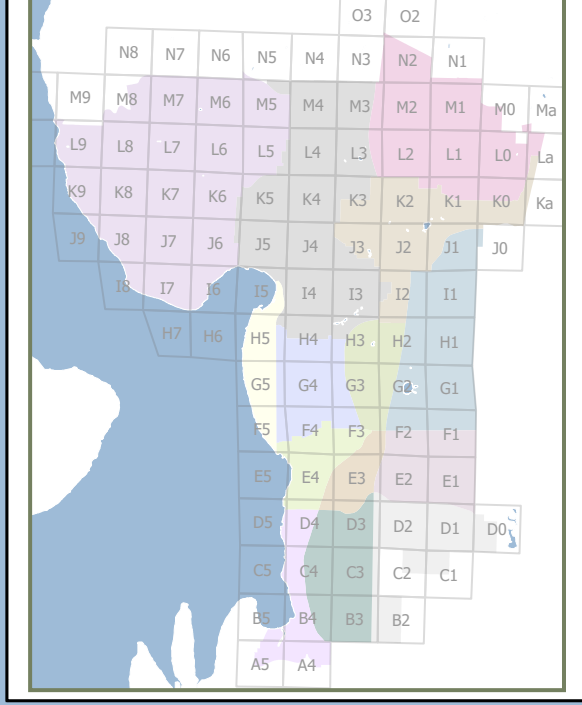 O3 O2
N8 N7 N6 N5 N4 N3 N2 N1
M9 M8 M7 M6 M5 M4 M3 M2 M1 M0 Ma
L9 L8 L7 L6 L5 L4 L3 L2 L1 L0 La
K9 K8 K7 K6 K5 K4 K3 K2 K1 K0 Ka
J9 J8 J7 J6 J5 J4 J3 J2 J1 J0
I8 I7 I6 I5 I4 I3 I2 I1
H7 H6 H5 H4 H3 H2 H1
G5 G4 G3 G2 G1
F5 F4 F3 F2 F1
E5 E4 E3 E2 E1
D5 D4 D3 D2 D1 D0
C5 C4 C3 C2 C1
B5 B4 B3 B2
A5 A4